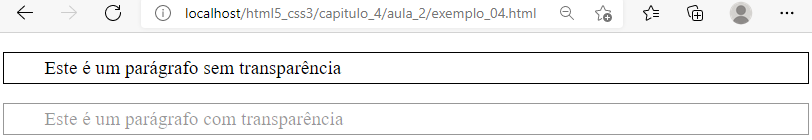 localhost/html5_css3/capitulo_4/aula_2/exemplo_04.html
Este é um parágrafo sem transparência
Este é um parágrafo com transparência